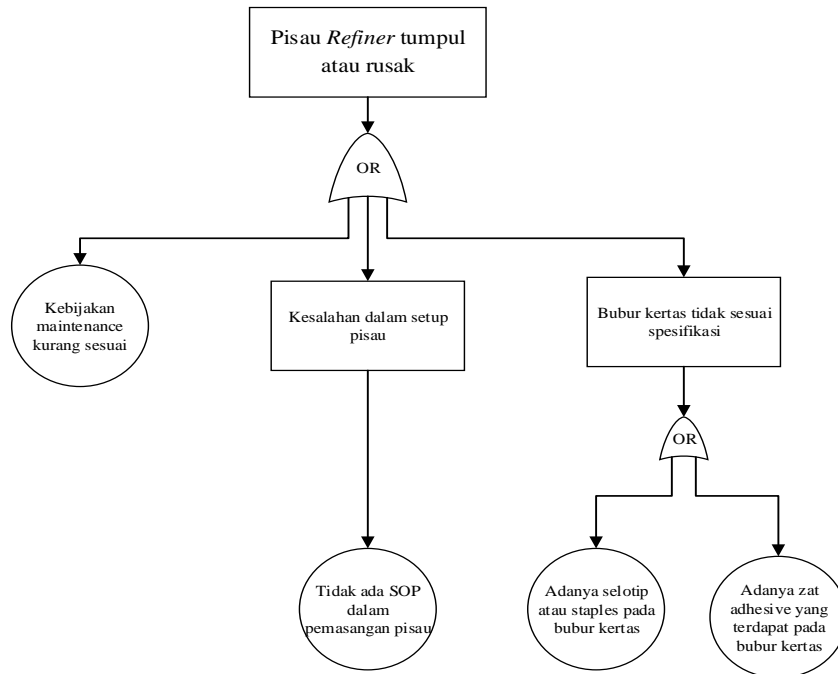 Pisau Refiner tumpul
atau rusak
OR
Kebijakan
maintenance
kurang sesuai
Kesalahan dalam setup
pisau
Bubur kertas tidak sesuai
spesifikasi
OR
Tidak ada SOP
dalam
pemasangan pisau
Adanya selotip
atau staples pada
bubur kertas
Adanya zat
adhesive yang
terdapat pada
bubur kertas